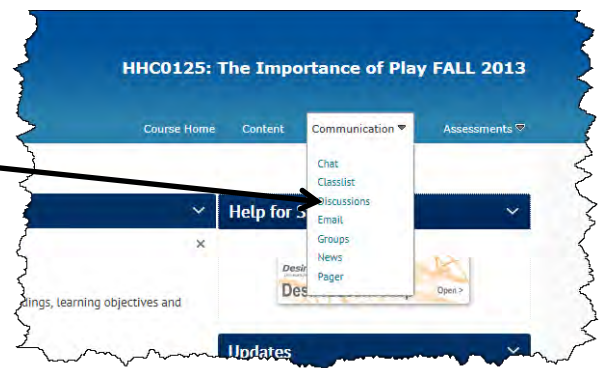 HHC0125: The Importance of Play FALL 2013
Course Home Content Communication Assessments
Chat
Classlist
Discussions
Email
Groups
News
Pager
Help for
dings, learning objectives and
Open >
Updates